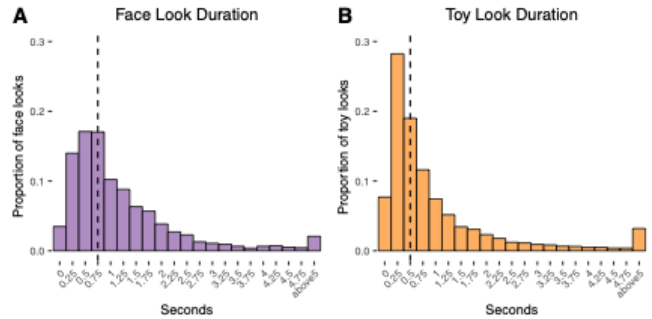 A Face Look Duration
Proportion of face looks
0.3
0.2
0.1
0.0
0 0.25 0.5 0.75 1 1.25 1.5 1.75 2 2.25 2.5 2.75 3 3.25 3.5 3.75 4 4.25 4.5 4.75 above5
Seconds
B Toy Look Duration
Proportion of toy looks
0.3
0.2
0.1
0.0
0 0.25 0.5 0.75 1 1.25 1.5 1.75 2 2.25 2.5 2.75 3 3.25 3.5 3.75 4 4.25 4.5 4.75 above5
Seconds